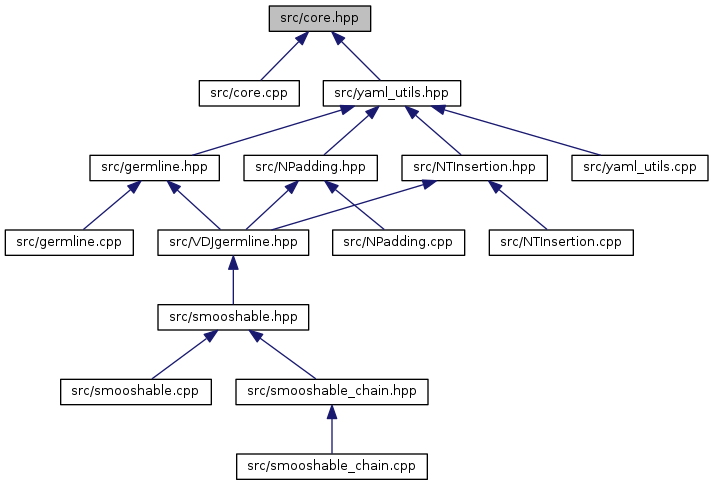 src/core.hpp
src/core.cpp
src/yaml_utils.hpp
src/germline.hpp
src/NPadding.hpp
src/NTInsertion.hpp
src/yaml_utils.cpp
src/germline.cpp
src/VDJgermline.hpp
src/NPadding.cpp
src/NTInsertion.cpp
src/smooshable.hpp
src/smooshable.cpp
src/smooshable_chain.hpp
src/smooshable_chain.cpp